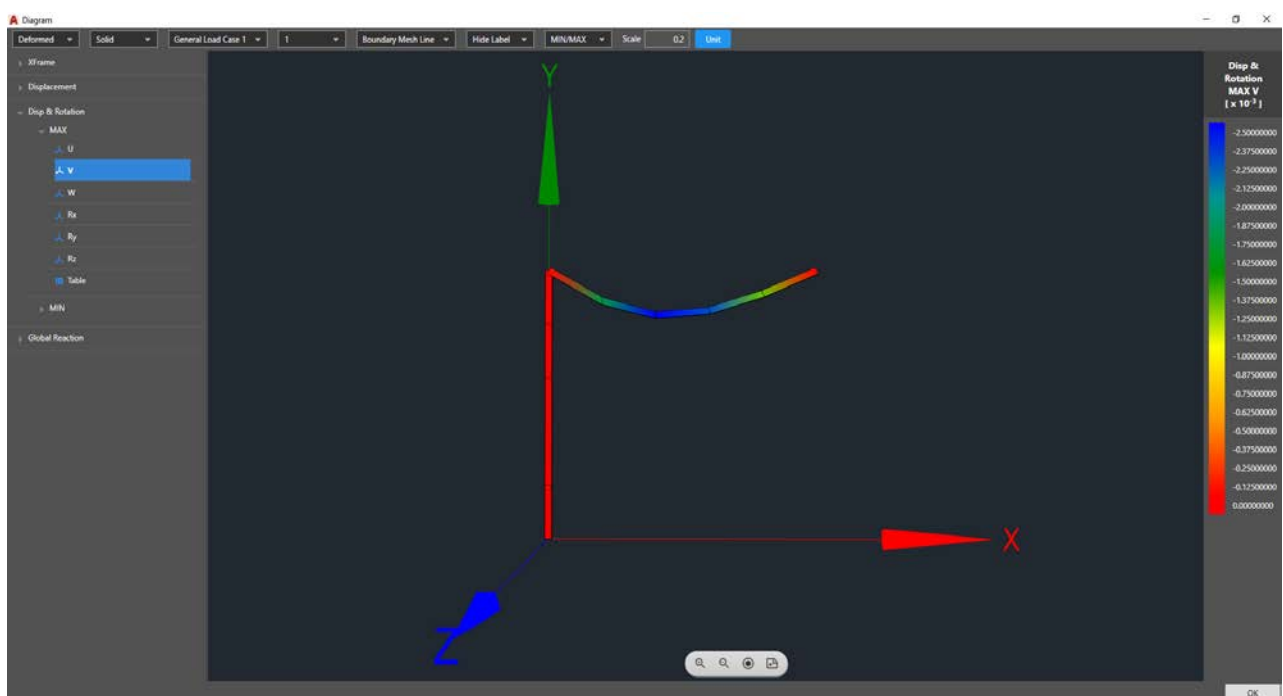 Diagram
Deformed Solid General Load Case 1 1 Boundary Mesh Line Hide Label MIN/MAX Scale 0.2 Unit
XFrame
Displacement
Disp & Rotation
MAX
U
V
W
Rx
Ry
Rz
Table
MIN
Global Reaction
Y
X
Z
Disp &
Rotation
MAX V
[ x 10⁻³ ]
-2.50000000
-2.37500000
-2.25000000
-2.12500000
-2.00000000
-1.87500000
-1.75000000
-1.62500000
-1.50000000
-1.37500000
-1.25000000
-1.12500000
-1.00000000
-0.87500000
-0.75000000
-0.62500000
-0.50000000
-0.37500000
-0.25000000
-0.12500000
0.00000000
OK